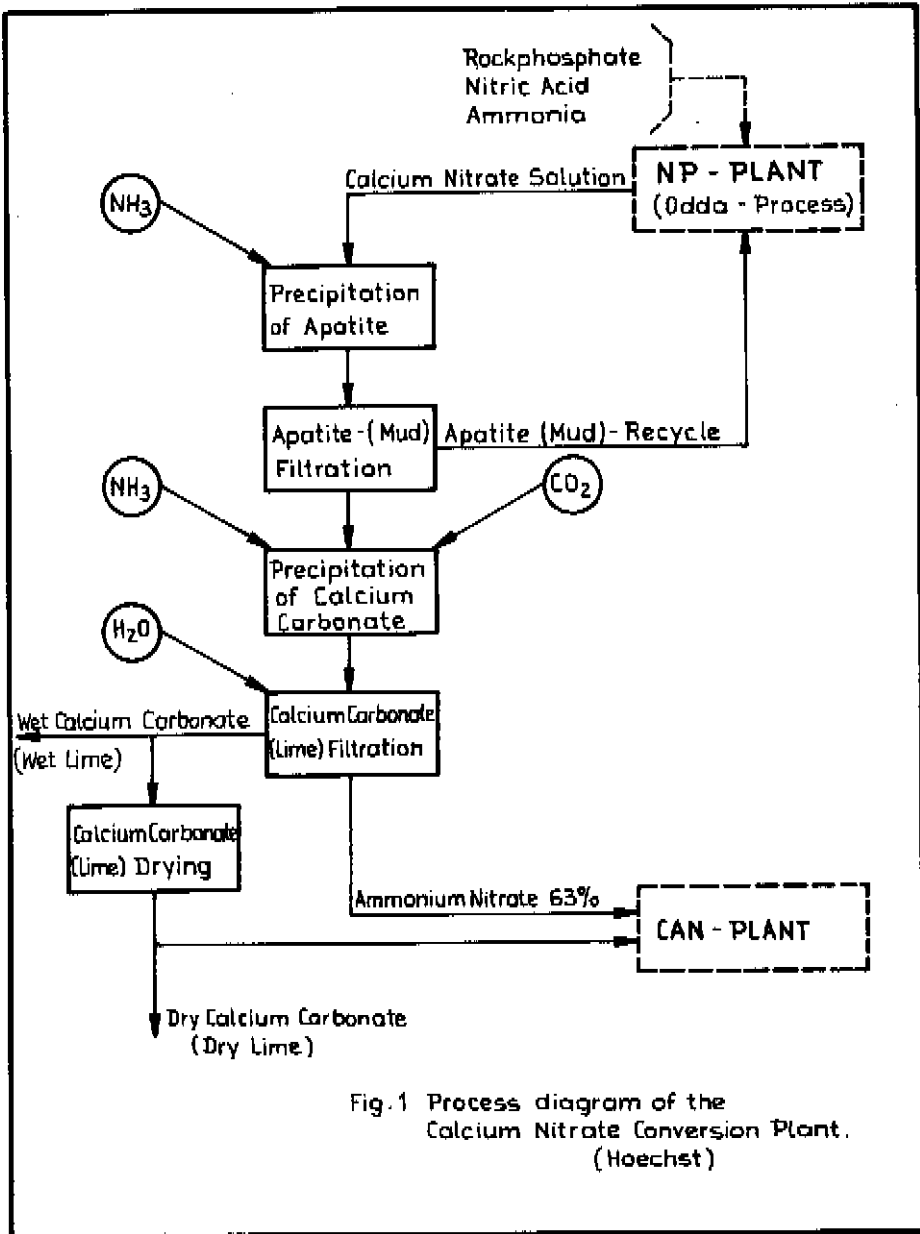 Rockphosphate
Nitric Acid
Ammonia
NP - PLANT
(Odda - Process)
Calcium Nitrate Solution
NH3
Precipitation
of Apatite
Apatite-(Mud)
Filtration
Apatite (Mud)-Recycle
NH3
CO2
Precipitation
of Calcium
Carbonate
H2O
Calcium Carbonate
(Lime) Filtration
Wet Calcium Carbonate
(Wet Lime)
Calcium Carbonate
(Lime) Drying
Ammonium Nitrate 63%
CAN - PLANT
Dry Calcium Carbonate
(Dry Lime)
Fig.1 Process diagram of the
Calcium Nitrate Conversion Plant.
(Hoechst)